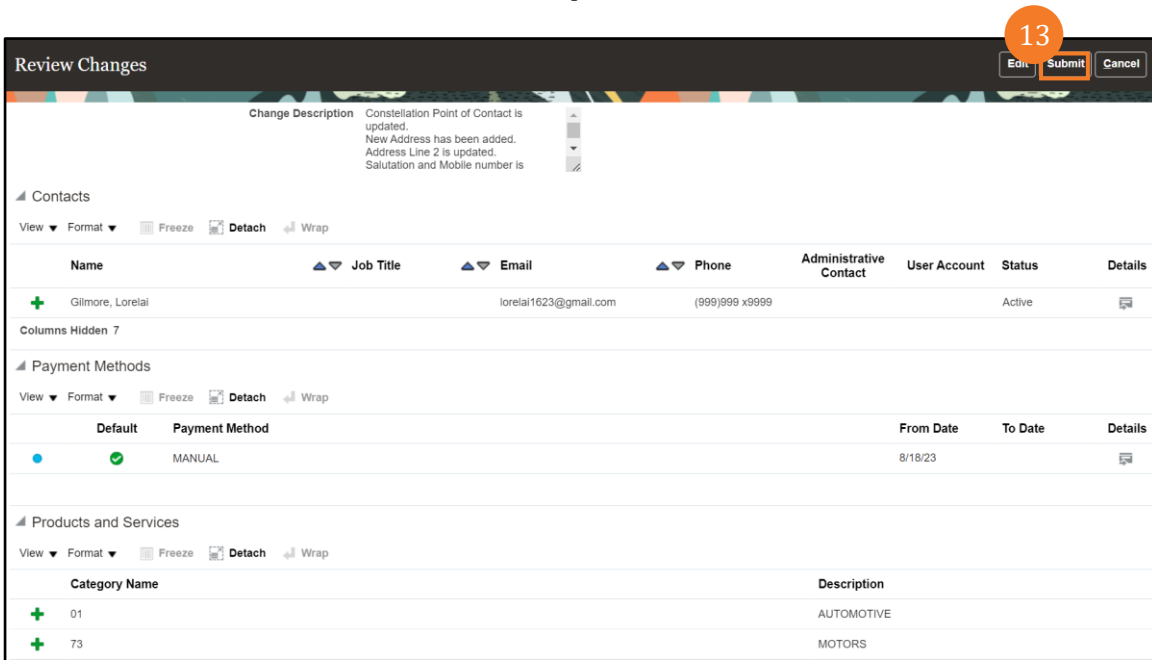 13
Review Changes
Edit Submit Cancel
Change Description Constellation Point of Contact is
updated.
New Address has been added.
Address Line 2 is updated.
Salutation and Mobile number is
Contacts
View Format Freeze Detach Wrap
Name Job Title Email Phone Administrative Contact User Account Status Details
Gilmore, Lorelai lorelai1623@gmail.com (999)999 x9999 Active
Columns Hidden 7
Payment Methods
View Format Freeze Detach Wrap
Default Payment Method From Date To Date Details
MANUAL 8/18/23
Products and Services
View Format Freeze Detach Wrap
Category Name Description
01 AUTOMOTIVE
73 MOTORS